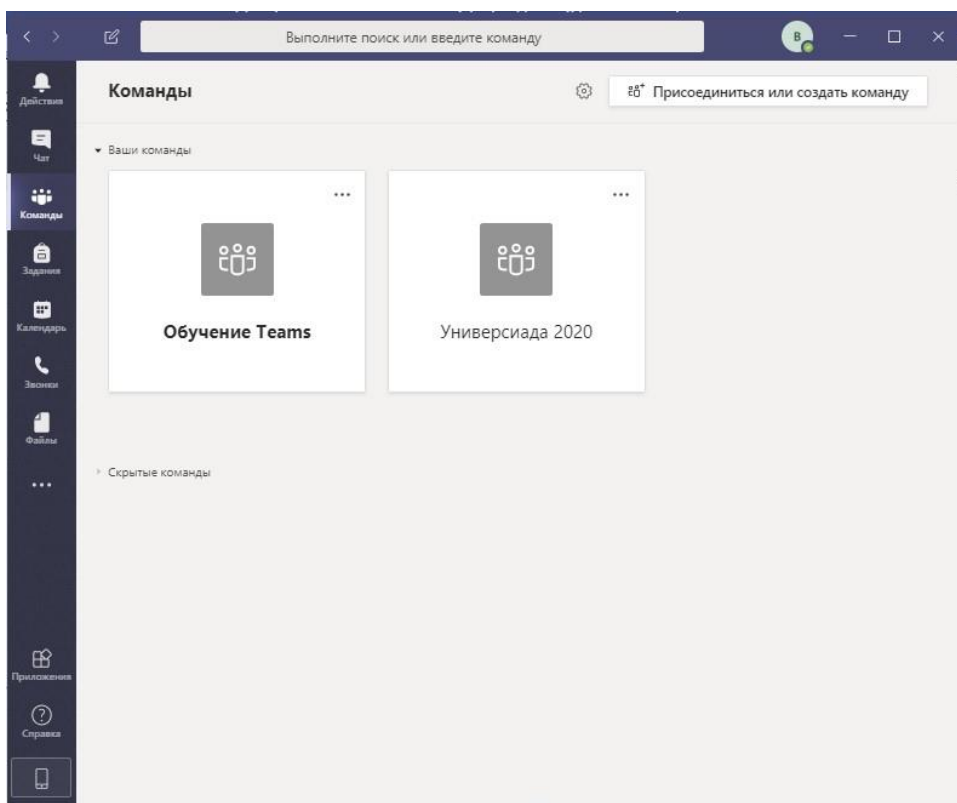 Выполните поиск или введите команду
В
Действия
Чат
Команды
Задания
Календарь
Звонки
Файлы
Приложения
Справка
Команды
Присоединиться или создать команду
Ваши команды
Обучение Teams
Универсиада 2020
Скрытые команды